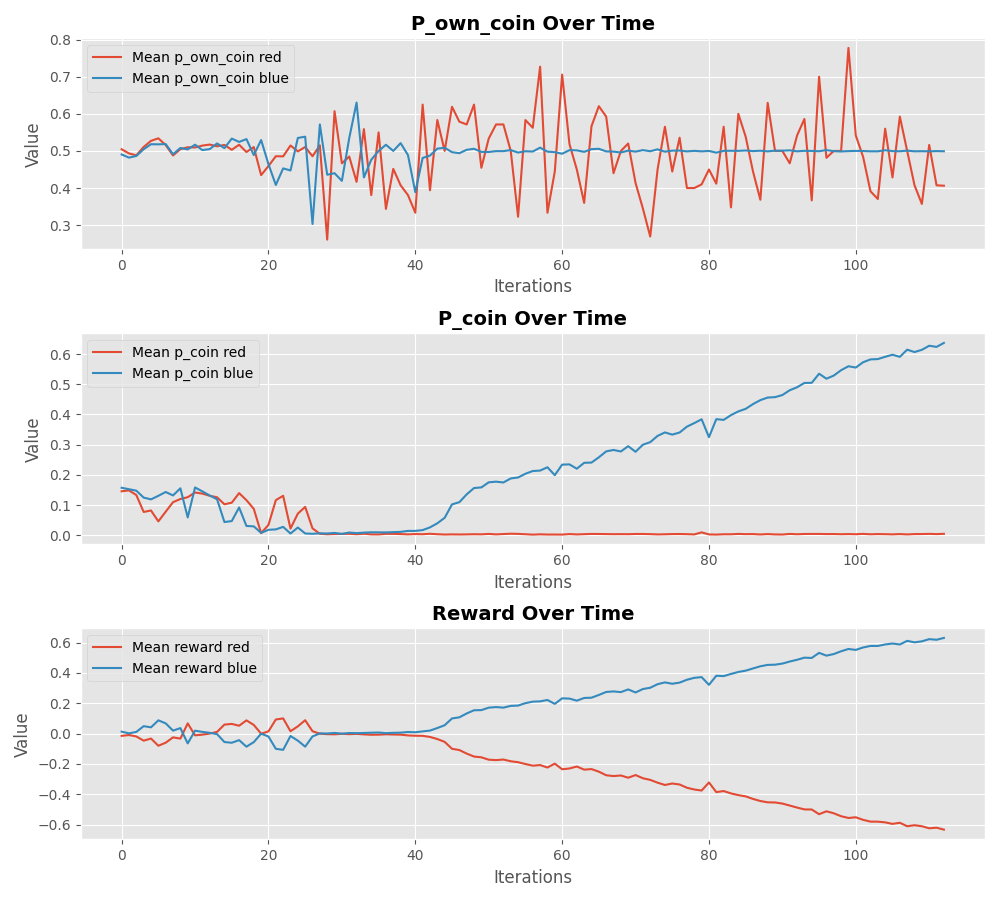 P_own_coin Over Time
Mean p_own_coin red
Mean p_own_coin blue
Value
0.8
0.7
0.6
0.5
0.4
0.3
0 20 40 60 80 100
Iterations
P_coin Over Time
Mean p_coin red
Mean p_coin blue
Value
0.6
0.5
0.4
0.3
0.2
0.1
0.0
0 20 40 60 80 100
Iterations
Reward Over Time
Mean reward red
Mean reward blue
Value
0.6
0.4
0.2
0.0
−0.2
−0.4
−0.6
0 20 40 60 80 100
Iterations